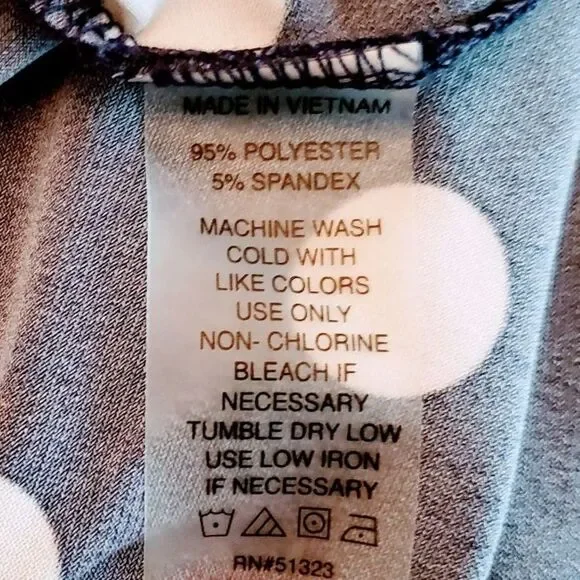 MADE IN VIETNAM
95% POLYESTER
5% SPANDEX
MACHINE WASH
COLD WITH
LIKE COLORS
USE ONLY
NON- CHLORINE
BLEACH IF
NECESSARY
TUMBLE DRY LOW
USE LOW IRON
IF NECESSARY
RN#51323